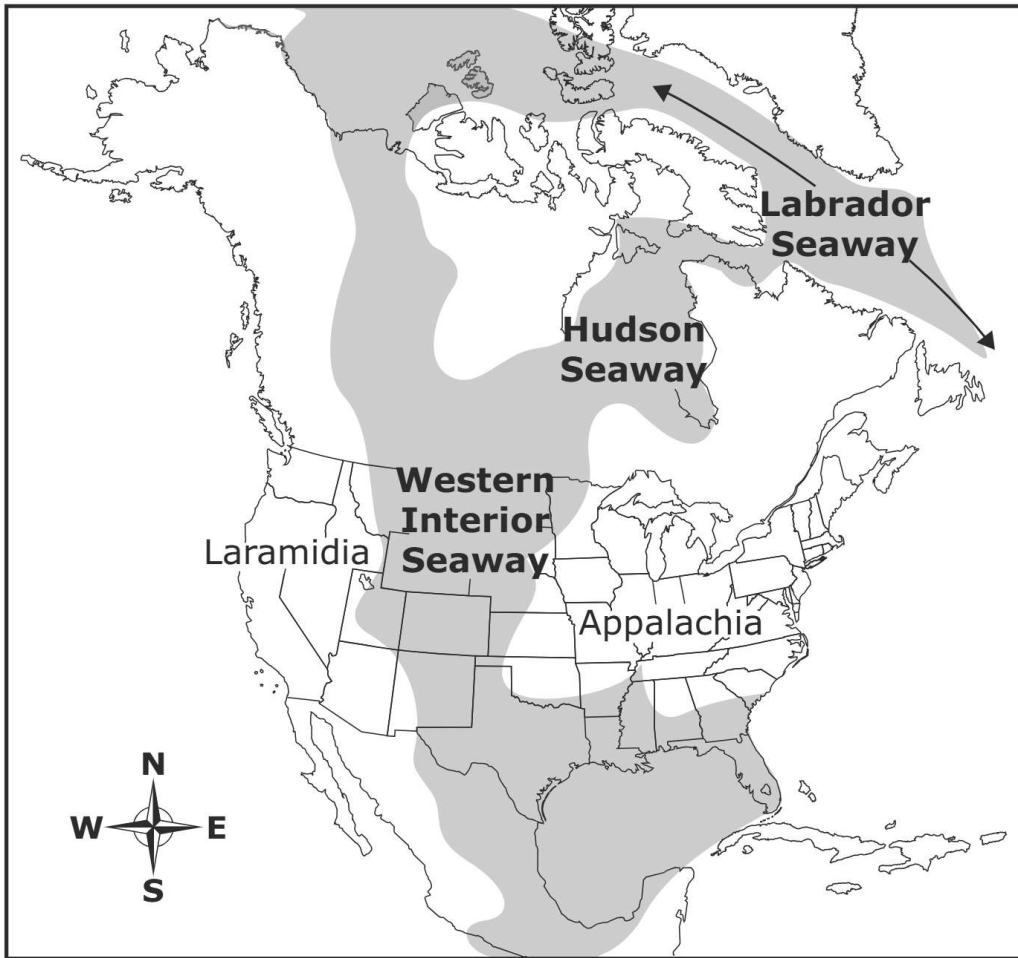 Labrador
Seaway
Hudson
Seaway
Western
Interior
Seaway
Laramidia
Appalachia
N
W E
S